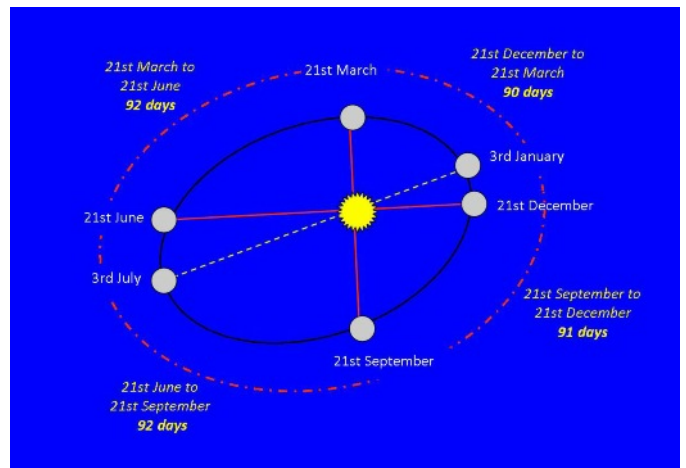 21st March to
21st June
92 days
21st March
21st December to
21st March
90 days
3rd January
21st June
21st December
3rd July
21st September to
21st December
91 days
21st September
21st June to
21st September
92 days